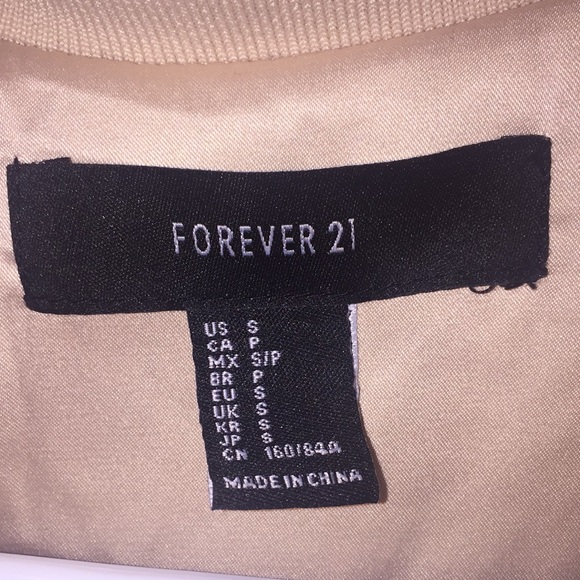 FOREVER 21
US S
CA P
MX S/P
BR P
EU S
UK S
KR S
JP S
CN 160/84A
MADE IN CHINA